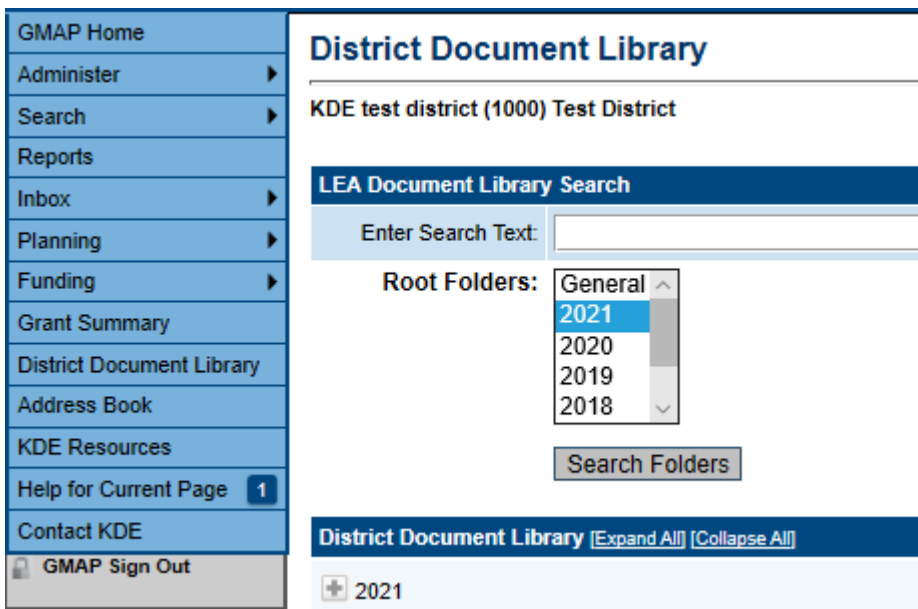 GMAP Home
Administer
Search
Reports
Inbox
Planning
Funding
Grant Summary
District Document Library
Address Book
KDE Resources
Help for Current Page 1
Contact KDE
GMAP Sign Out
District Document Library
KDE test district (1000) Test District
LEA Document Library Search
Enter Search Text:
Root Folders: General
2021
2020
2019
2018
Search Folders
District Document Library [Expand All] [Collapse All]
2021